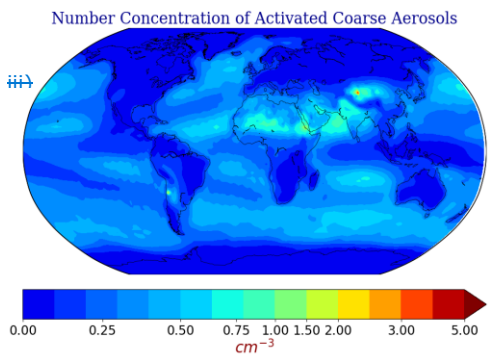 Number Concentration of Activated Coarse Aerosols
iii)
0.00 0.25 0.50 0.75 1.00 1.50 2.00 3.00 5.00
cm⁻³